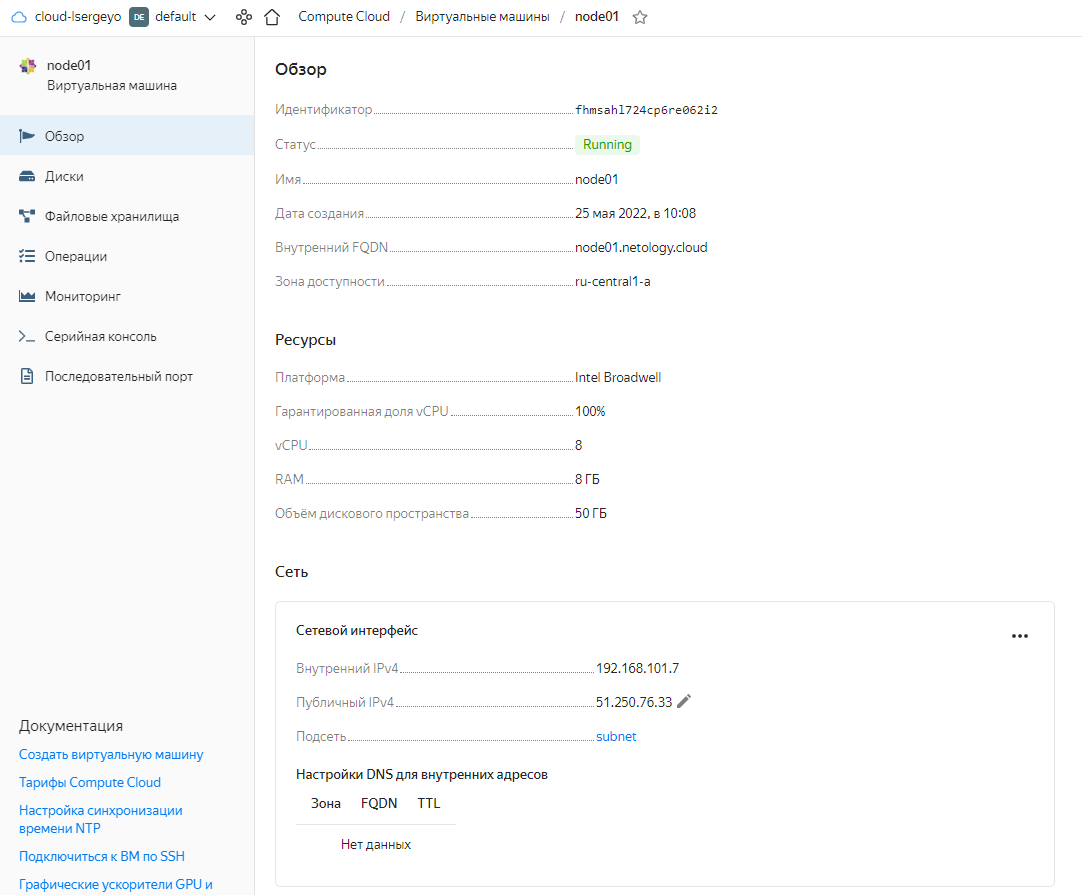 cloud-lsergeyo DE default Compute Cloud / Виртуальные машины / node01
node01
Виртуальная машина
Обзор
Диски
Файловые хранилища
Операции
Мониторинг
Серийная консоль
Последовательный порт
Документация
Создать виртуальную машину
Тарифы Compute Cloud
Настройка синхронизации
времени NTP
Подключиться к ВМ по SSH
Графические ускорители GPU и
Обзор
Идентификатор fhmsahl724cp6re062i2
Статус Running
Имя node01
Дата создания 25 мая 2022, в 10:08
Внутренний FQDN node01.netology.cloud
Зона доступности ru-central1-a
Ресурсы
Платформа Intel Broadwell
Гарантированная доля vCPU 100%
vCPU 8
RAM 8 ГБ
Объём дискового пространства 50 ГБ
Сеть
Сетевой интерфейс
Внутренний IPv4 192.168.101.7
Публичный IPv4 51.250.76.33
Подсеть subnet
Настройки DNS для внутренних адресов
Зона FQDN TTL
Нет данных